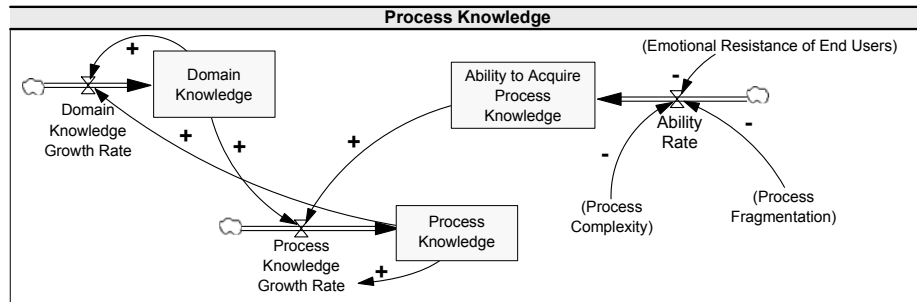 Process Knowledge
+
Domain
Knowledge
Domain
Knowledge
Growth Rate
+
+
Ability to Acquire
Process
Knowledge
+
(Emotional Resistance of End Users)
-
Ability
Rate
-
-
(Process
Complexity)
(Process
Fragmentation)
Process
Knowledge
Process
Knowledge
Growth Rate
+